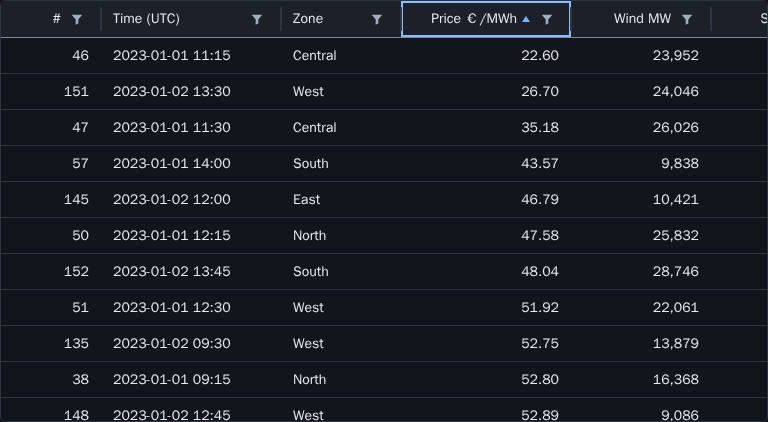 # Time (UTC) Zone Price € /MWh Wind MW S
46 2023-01-01 11:15 Central 22.60 23,952
151 2023-01-02 13:30 West 26.70 24,046
47 2023-01-01 11:30 Central 35.18 26,026
57 2023-01-01 14:00 South 43.57 9,838
145 2023-01-02 12:00 East 46.79 10,421
50 2023-01-01 12:15 North 47.58 25,832
152 2023-01-02 13:45 South 48.04 28,746
51 2023-01-01 12:30 West 51.92 22,061
135 2023-01-02 09:30 West 52.75 13,879
38 2023-01-01 09:15 North 52.80 16,368
148 2023-01-02 12:45 West 52.89 9,086